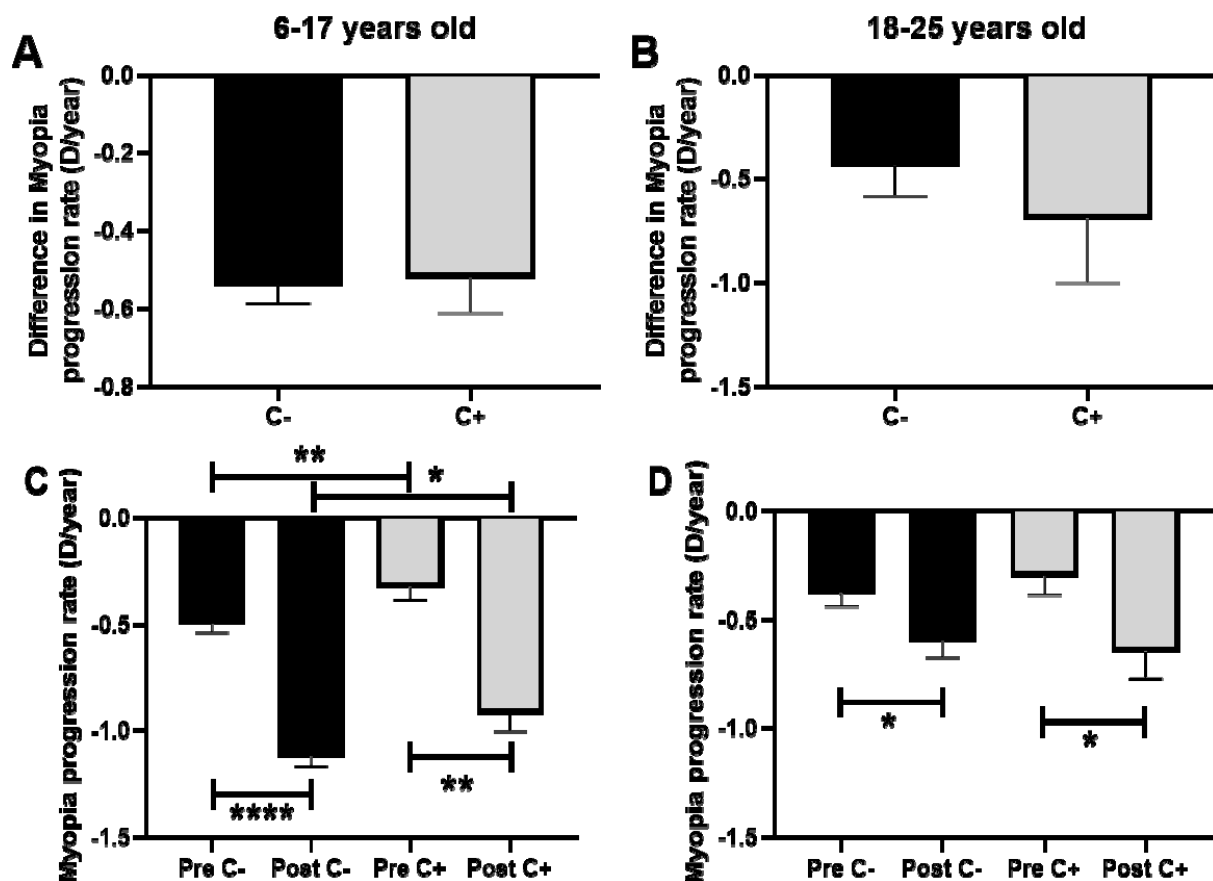 6-17 years old
18-25 years old
A
B
Difference in Myopia
progression rate (D/year)
0.0
-0.2
-0.4
-0.6
-0.8
C-
C+
Difference in Myopia
progression rate (D/year)
0.0
-0.5
-1.0
-1.5
C-
C+
C
D
Myopia progression rate (D/year)
0.0
-0.5
-1.0
-1.5
**
*
****
**
Pre C-
Post C-
Pre C+
Post C+
Myopia progression rate (D/year)
0.0
-0.5
-1.0
-1.5
*
*
Pre C-
Post C-
Pre C+
Post C+